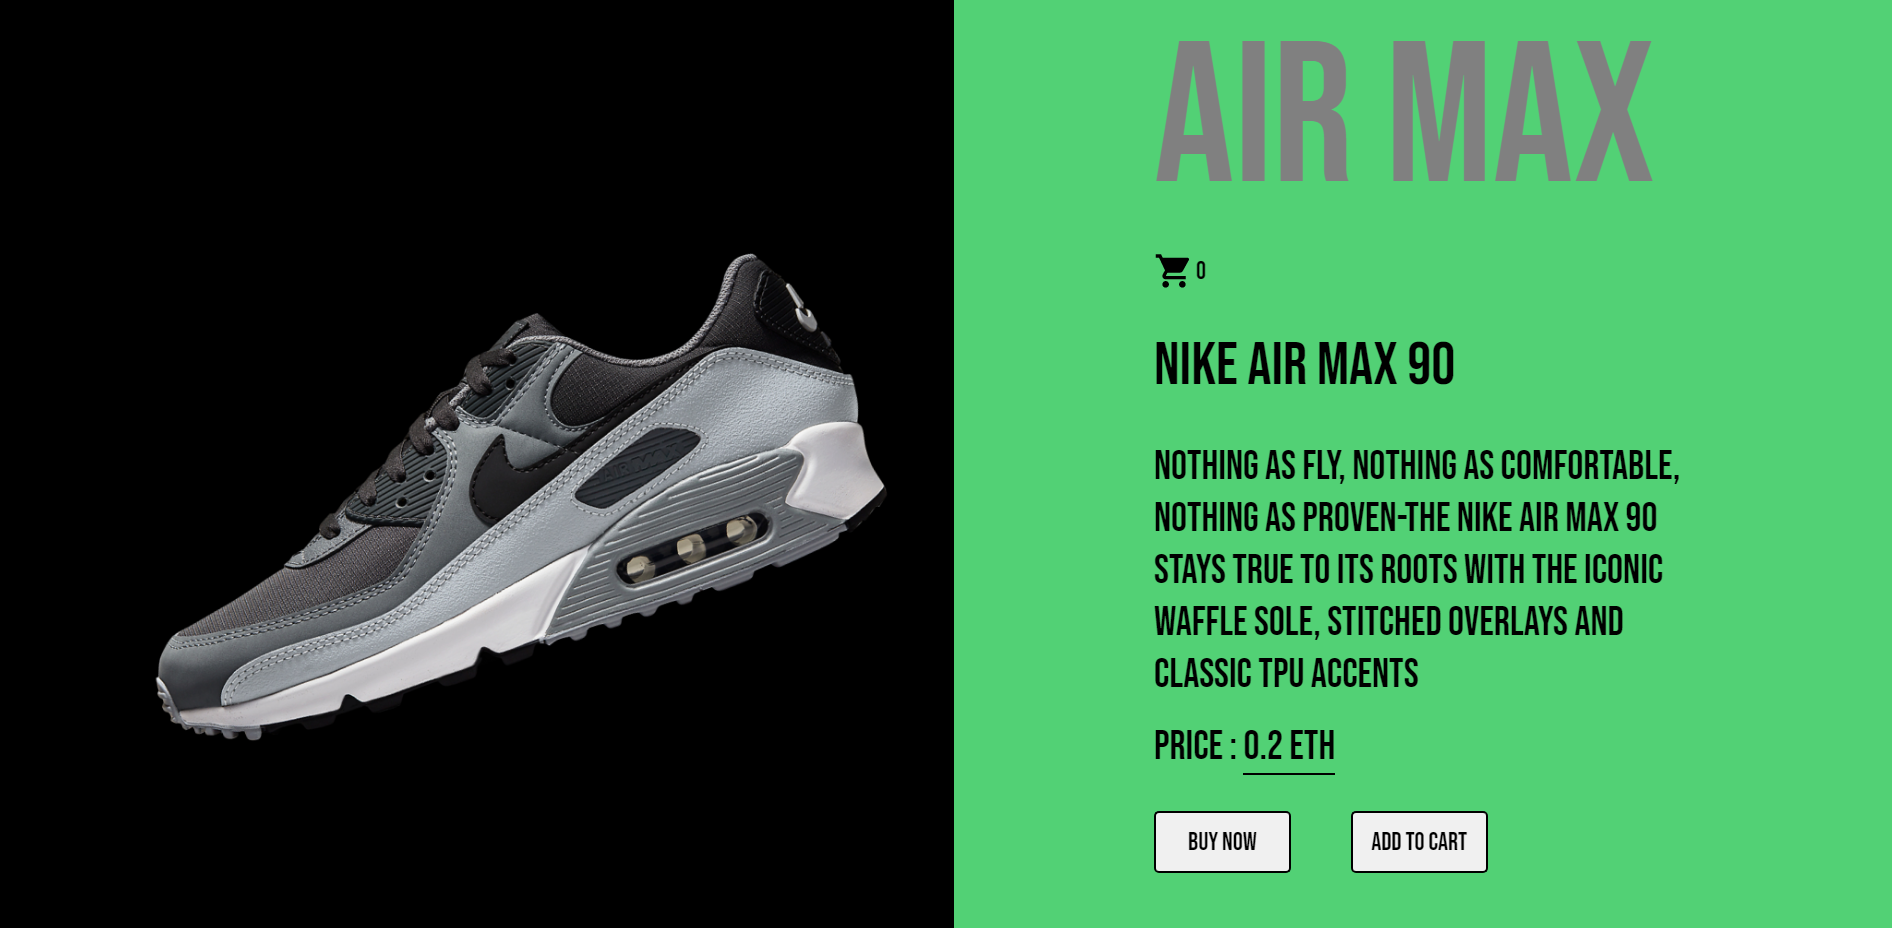 AIR MAX
0
NIKE AIR MAX 90
NOTHING AS FLY, NOTHING AS COMFORTABLE,
NOTHING AS PROVEN-THE NIKE AIR MAX 90
STAYS TRUE TO ITS ROOTS WITH THE ICONIC
WAFFLE SOLE, STITCHED OVERLAYS AND
CLASSIC TPU ACCENTS
PRICE : 0.2 ETH
BUY NOW
ADD TO CART
AIR MAX